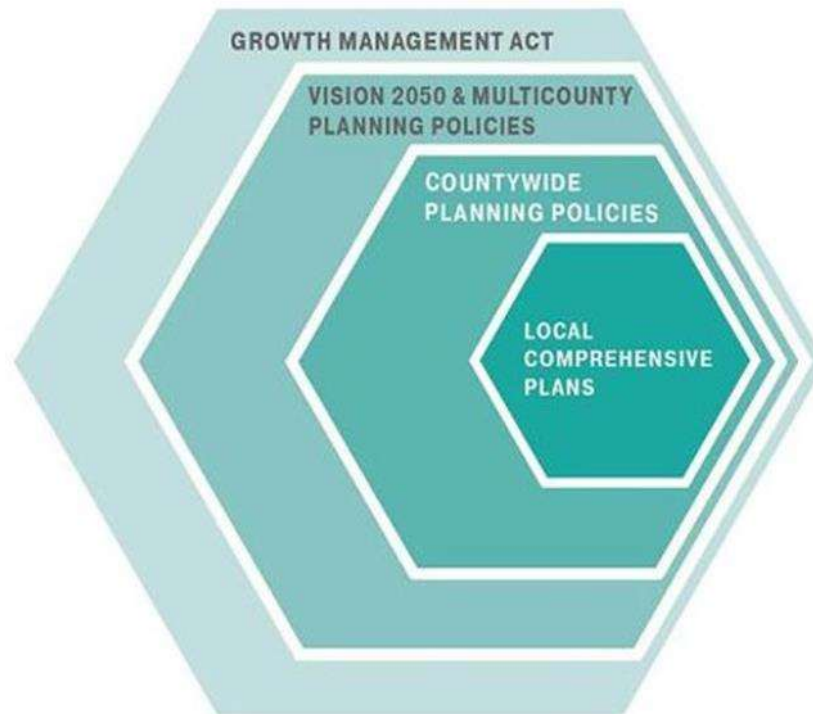 GROWTH MANAGEMENT ACT
VISION 2050 & MULTICOUNTY
PLANNING POLICIES
COUNTYWIDE
PLANNING POLICIES
LOCAL
COMPREHENSIVE
PLANS